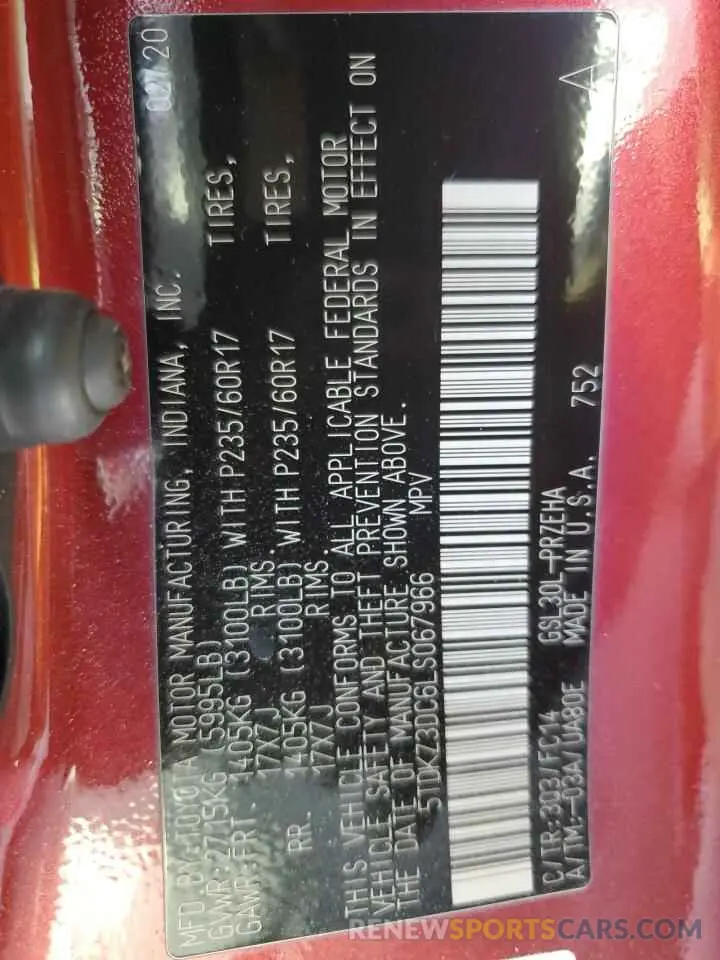 MFD.BY:TOYOTA MOTOR MANUFACTURING, INDIANA, INC. 20
GVWR:2715KG (5995LB)
GAWR:FRT. 1405KG (3100LB) WITH P235/60R17 TIRES,
17X7J RIMS.
RR. 1405KG (3100LB) WITH P235/60R17 TIRES,
17X7J RIMS.
THIS VEHICLE CONFORMS TO ALL APPLICABLE FEDERAL MOTOR
VEHICLE SAFETY AND THEFT PREVENTION STANDARDS IN EFFECT ON
THE DATE OF MANUFACTURE SHOWN ABOVE.
5TDKZ3DC6LS067966 MPV
C/TR:3Q3/FC14 GSL30L-PRZEHA
A/TM:-03A/UA80E MADE IN U.S.A. 752
RENEWSPORTSCARS.COM